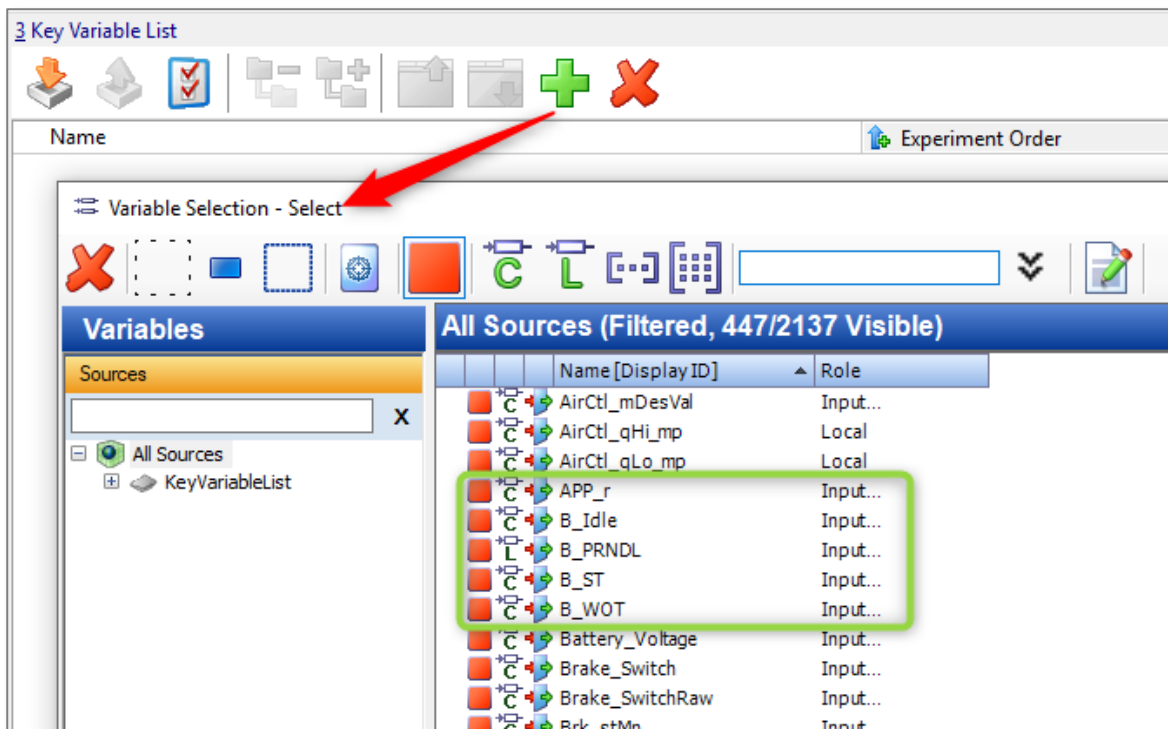 3 Key Variable List
Name Experiment Order
Variable Selection - Select
C L
Variables
All Sources (Filtered, 447/2137 Visible)
Sources
Name[Display ID] Role
X
All Sources
KeyVariableList
C AirCtl_mDesVal Input...
C AirCtl_qHi_mp Local
C AirCtl_qLo_mp Local
C APP_r Input...
C B_Idle Input...
L B_PRNDL Input...
C B_ST Input...
C B_WOT Input...
C Battery_Voltage Input...
C Brake_Switch Input...
C Brake_SwitchRaw Input...
C Brk_stMn Input...